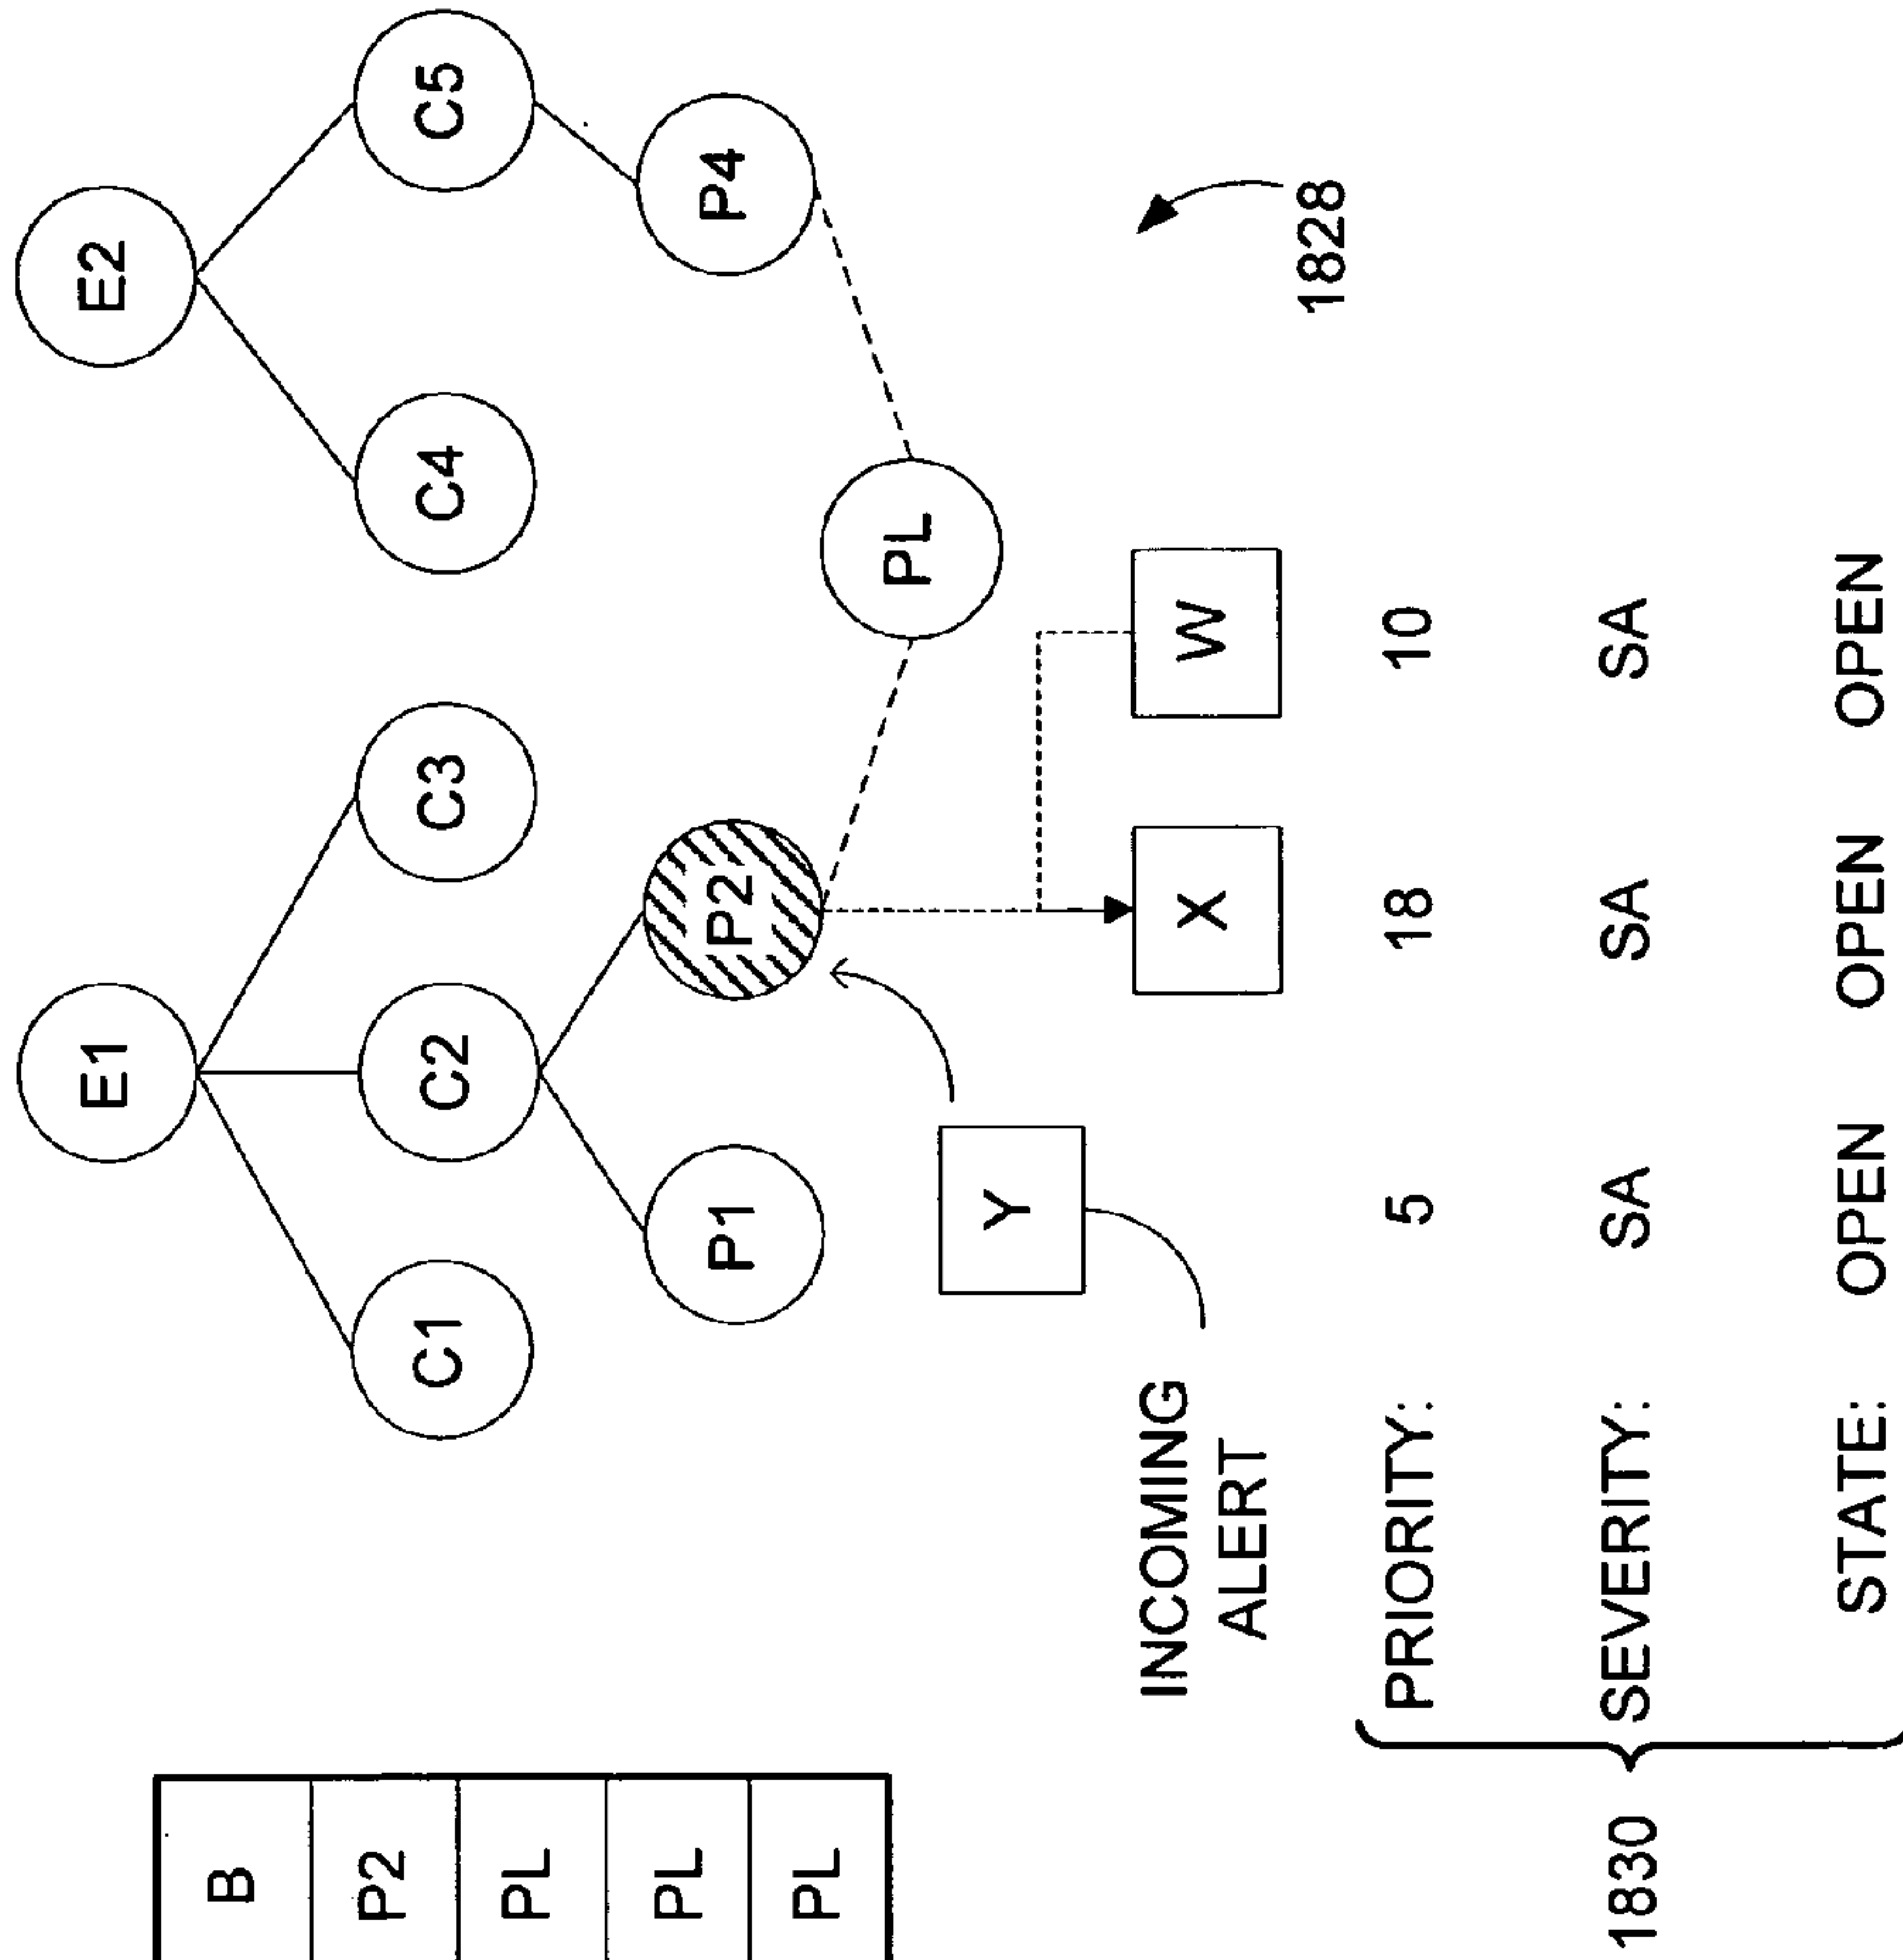 B
P2
PL
PL
PL
E1 E2
C1 C2 C3 C4 C5
P1 P2 P4
PL
Y
X W
INCOMING
ALERT
1828
PRIORITY: 5 18 10
1830 SEVERITY: SA SA SA
STATE: OPEN OPEN OPEN